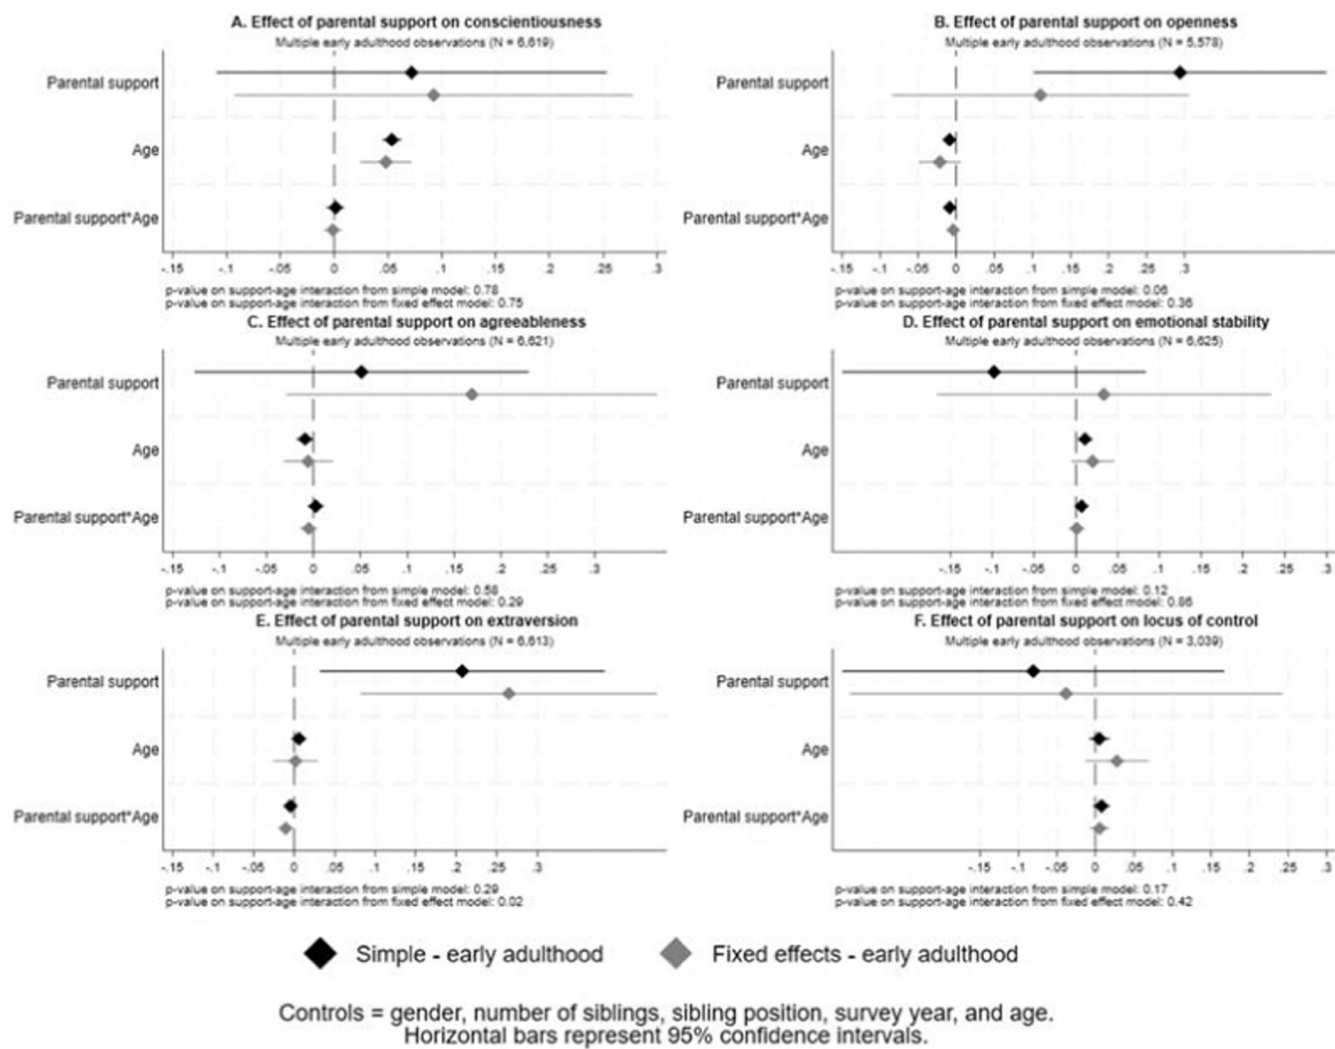 A. Effect of parental support on conscientiousness
Multiple early adulthood observations (N = 6,619)
Parental support
Age
Parental support*Age
-.15 -.1 -.05 0 .05 .1 .15 .2 .25 .3
p-value on support-age interaction from simple model: 0.78
p-value on support-age interaction from fixed effect model: 0.75
B. Effect of parental support on openness
Multiple early adulthood observations (N = 5,578)
Parental support
Age
Parental support*Age
-.15 -.1 -.05 0 .05 .1 .15 .2 .25 .3
p-value on support-age interaction from simple model: 0.06
p-value on support-age interaction from fixed effect model: 0.36
C. Effect of parental support on agreeableness
Multiple early adulthood observations (N = 6,621)
Parental support
Age
Parental support*Age
-.15 -.1 -.05 0 .05 .1 .15 .2 .25 .3
p-value on support-age interaction from simple model: 0.58
p-value on support-age interaction from fixed effect model: 0.29
D. Effect of parental support on emotional stability
Multiple early adulthood observations (N = 6,625)
Parental support
Age
Parental support*Age
-.15 -.1 -.05 0 .05 .1 .15 .2 .25 .3
p-value on support-age interaction from simple model: 0.12
p-value on support-age interaction from fixed effect model: 0.86
E. Effect of parental support on extraversion
Multiple early adulthood observations (N = 6,613)
Parental support
Age
Parental support*Age
-.15 -.1 -.05 0 .05 .1 .15 .2 .25 .3
p-value on support-age interaction from simple model: 0.29
p-value on support-age interaction from fixed effect model: 0.02
F. Effect of parental support on locus of control
Multiple early adulthood observations (N = 3,039)
Parental support
Age
Parental support*Age
-.15 -.1 -.05 0 .05 .1 .15 .2 .25 .3
p-value on support-age interaction from simple model: 0.17
p-value on support-age interaction from fixed effect model: 0.42
Simple - early adulthood
Fixed effects - early adulthood
Controls = gender, number of siblings, sibling position, survey year, and age.
Horizontal bars represent 95% confidence intervals.